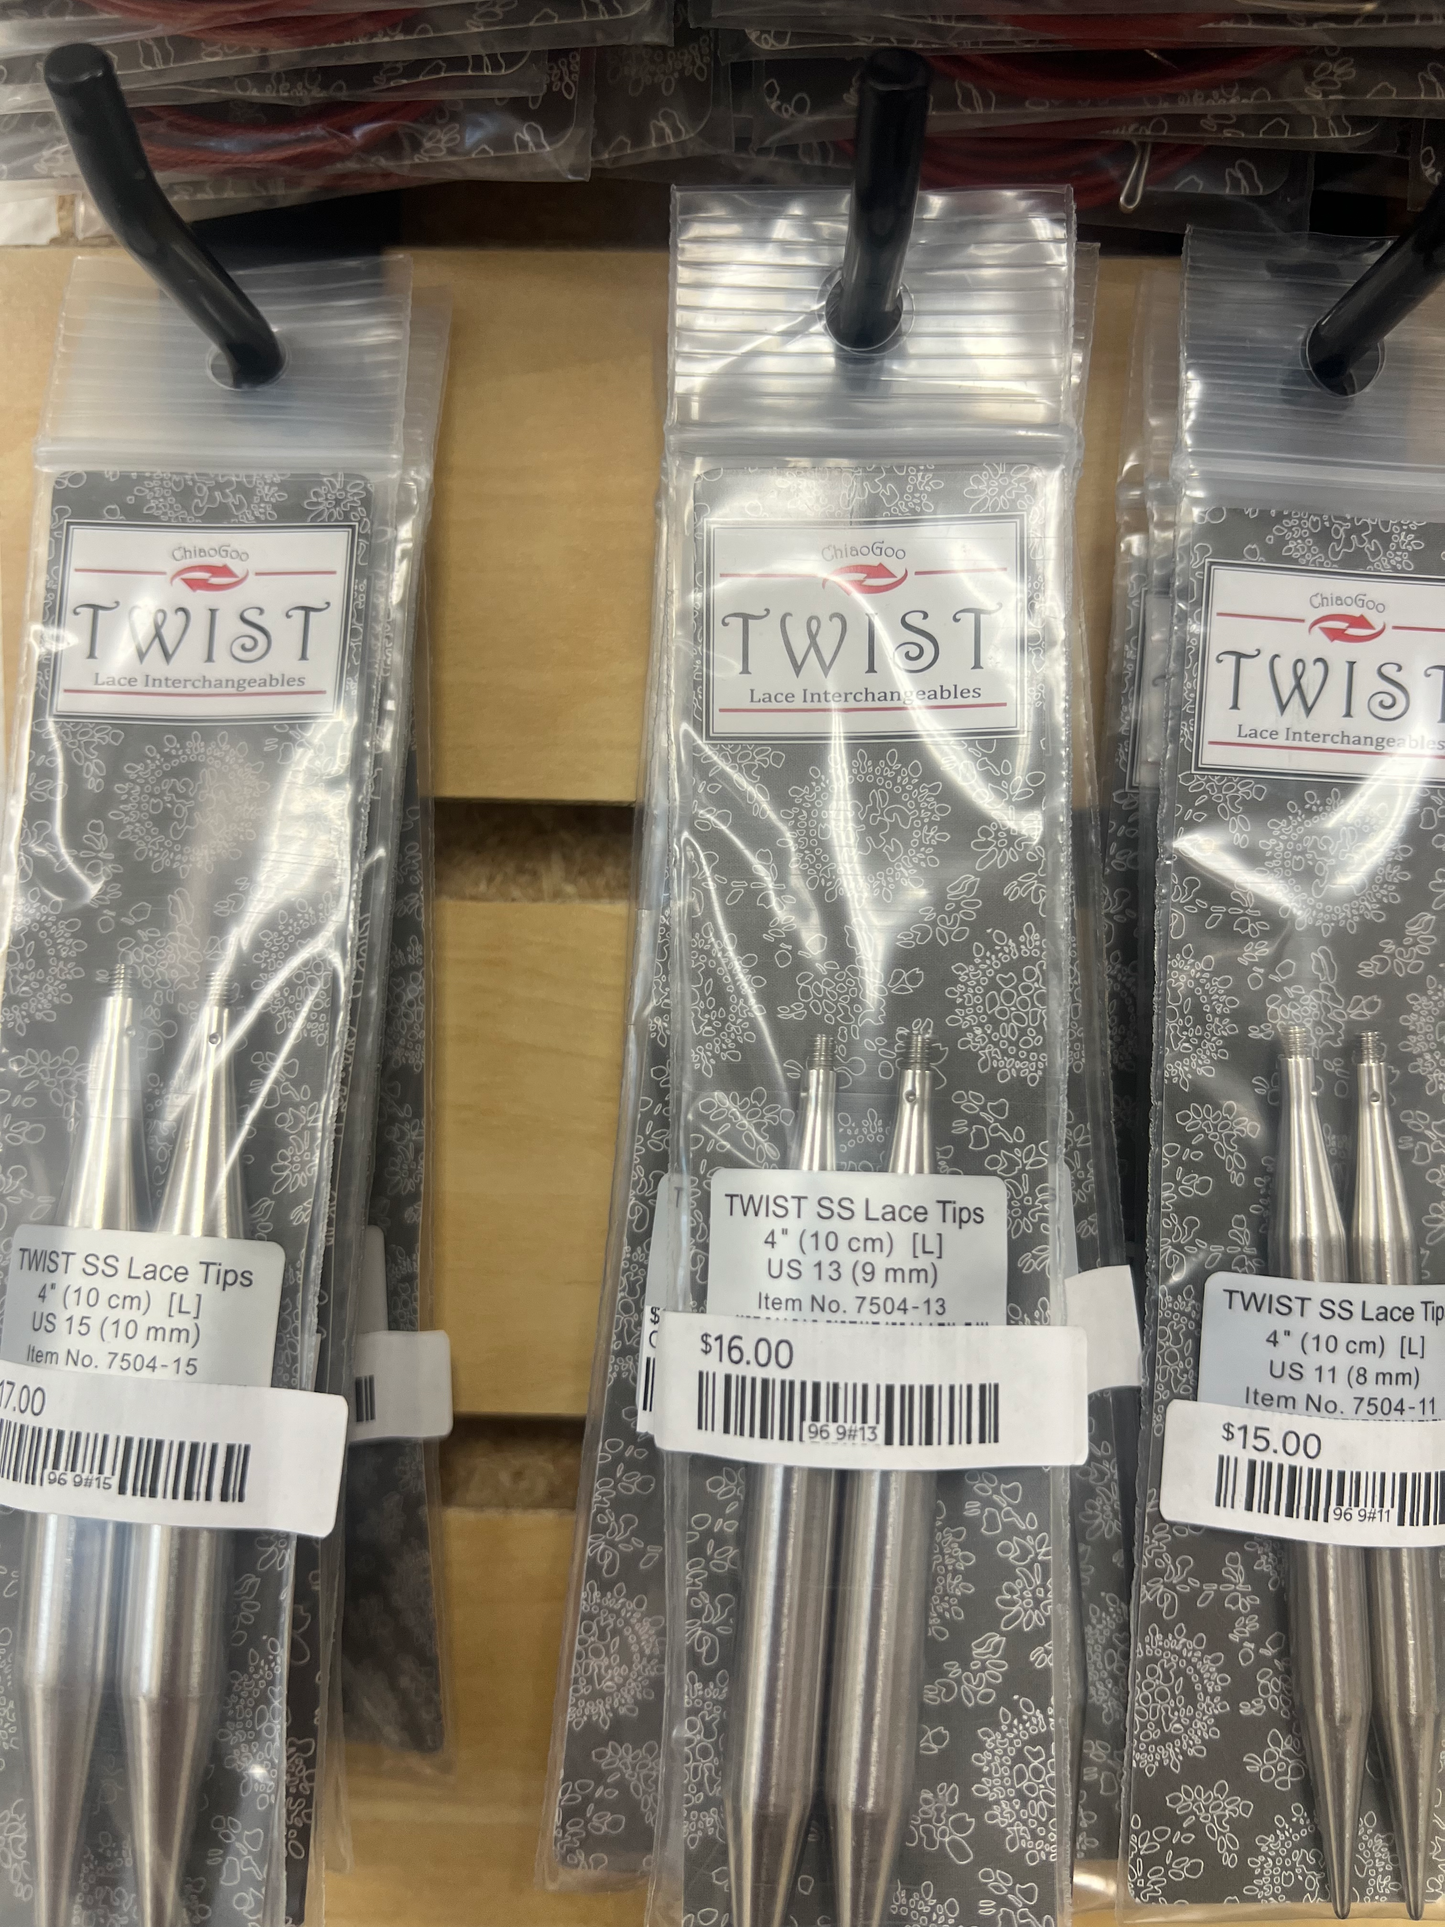 ChiaoGoo
TWIST
Lace Interchangeables
TWIST SS Lace Tips
4" (10 cm) [L]
US 15 (10 mm)
Item No. 7504-15
17.00
96 9#15
ChiaoGoo
TWIST
Lace Interchangeables
TWIST SS Lace Tips
4" (10 cm) [L]
US 13 (9 mm)
Item No. 7504-13
$16.00
96 9#13
ChiaoGoo
TWIST
Lace Interchangeables
TWIST SS Lace Tip
4" (10 cm) [L]
US 11 (8 mm)
Item No. 7504-11
$15.00
96 9#11